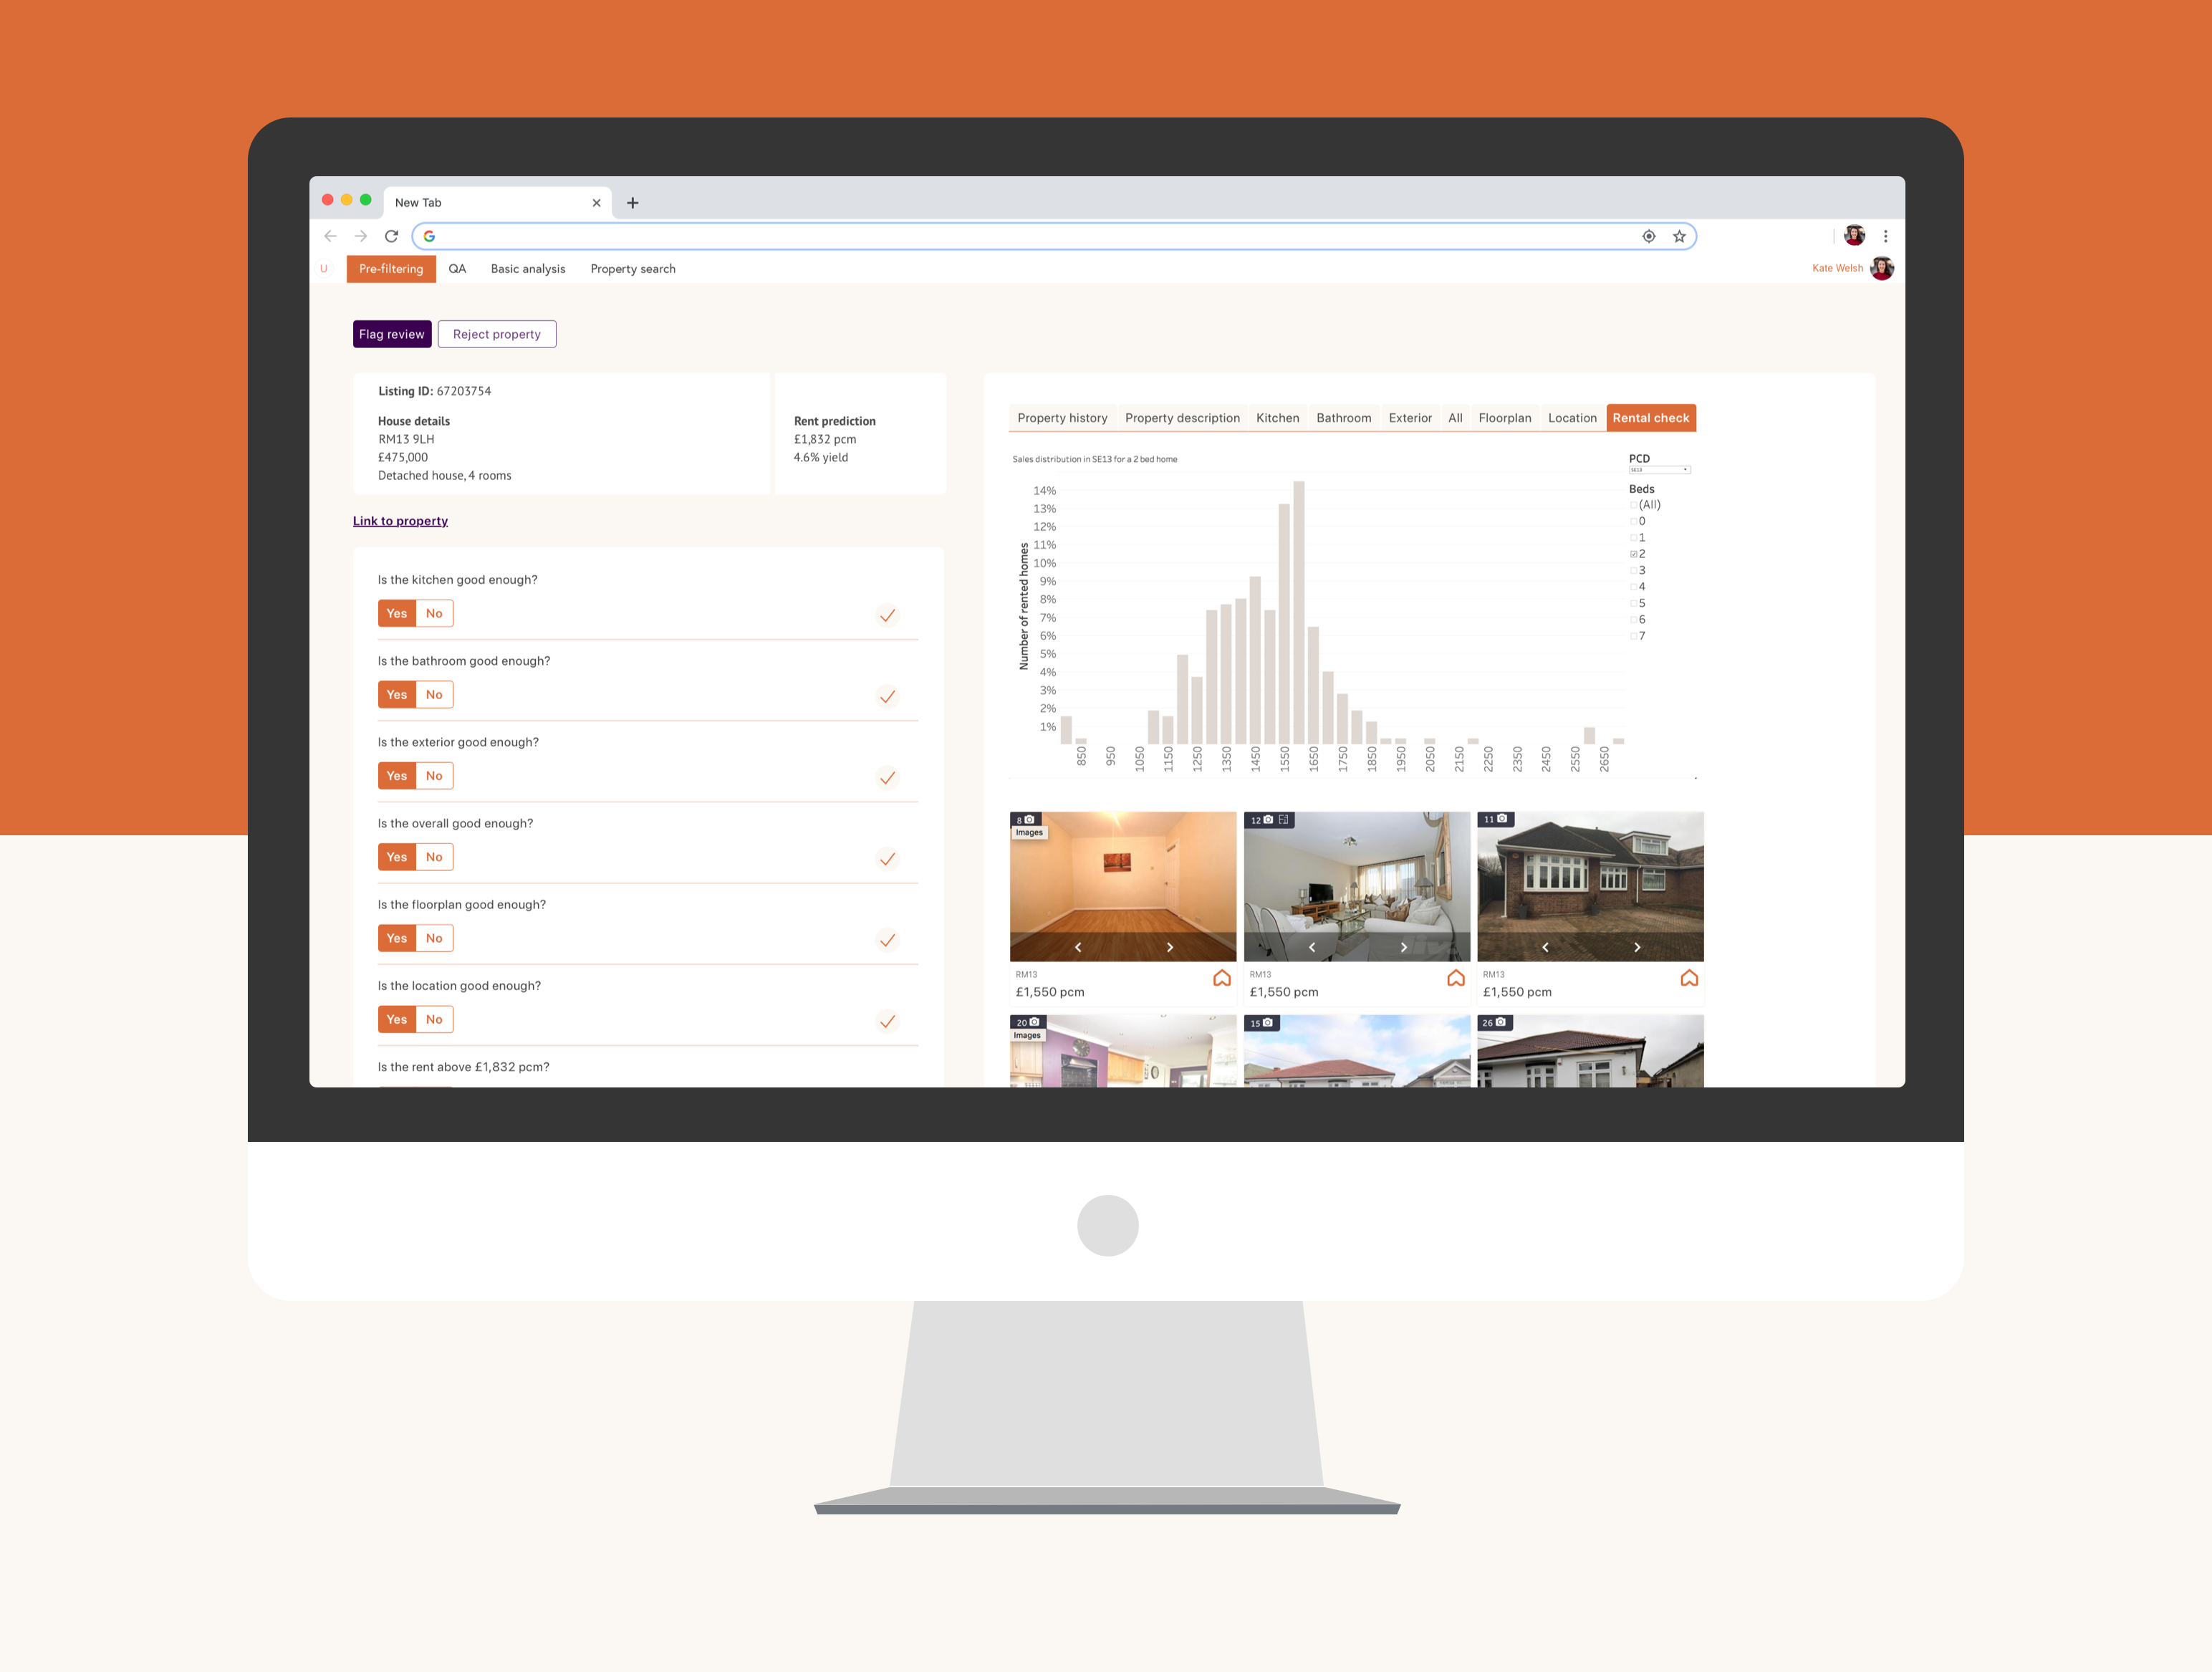 New Tab
U
Pre-filtering QA Basic analysis Property search
Kate Welsh
Flag review Reject property
Listing ID: 67203754
House details
RM13 9LH
£475,000
Detached house, 4 rooms
Rent prediction
£1,832 pcm
4.6% yield
Link to property
Is the kitchen good enough?
Yes No
Is the bathroom good enough?
Yes No
Is the exterior good enough?
Yes No
Is the overall good enough?
Yes No
Is the floorplan good enough?
Yes No
Is the location good enough?
Yes No
Is the rent above £1,832 pcm?
Property history Property description Kitchen Bathroom Exterior All Floorplan Location Rental check
Sales distribution in SE13 for a 2 bed home
Number of rented homes
14%
13%
12%
11%
10%
9%
8%
7%
6%
5%
4%
3%
2%
1%
850 950 1050 1150 1250 1350 1450 1550 1650 1750 1850 1950 2050 2150 2250 2350 2450 2550 2650
PCD
SE13
Beds
(All)
0
1
2
3
4
5
6
7
8
Images
12
11
RM13
£1,550 pcm
RM13
£1,550 pcm
RM13
£1,550 pcm
20
Images
15
26